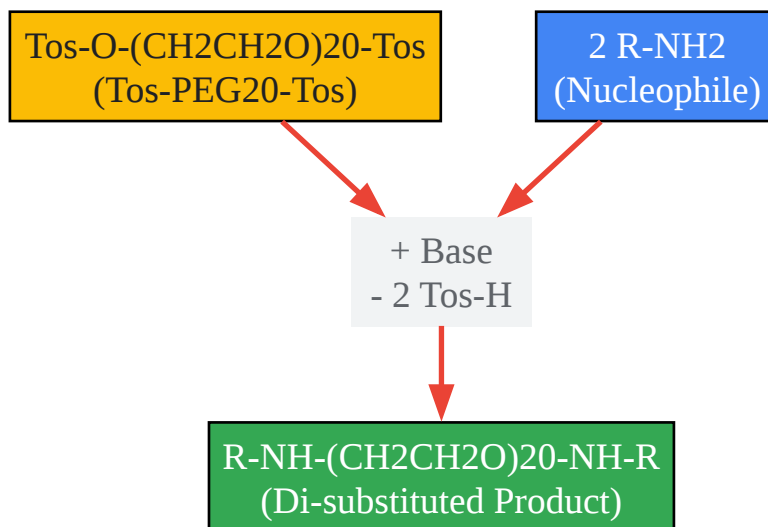 Tos-O-(CH2CH2O)20-Tos
(Tos-PEG20-Tos)
2 R-NH2
(Nucleophile)
+ Base
- 2 Tos-H
R-NH-(CH2CH2O)20-NH-R
(Di-substituted Product)